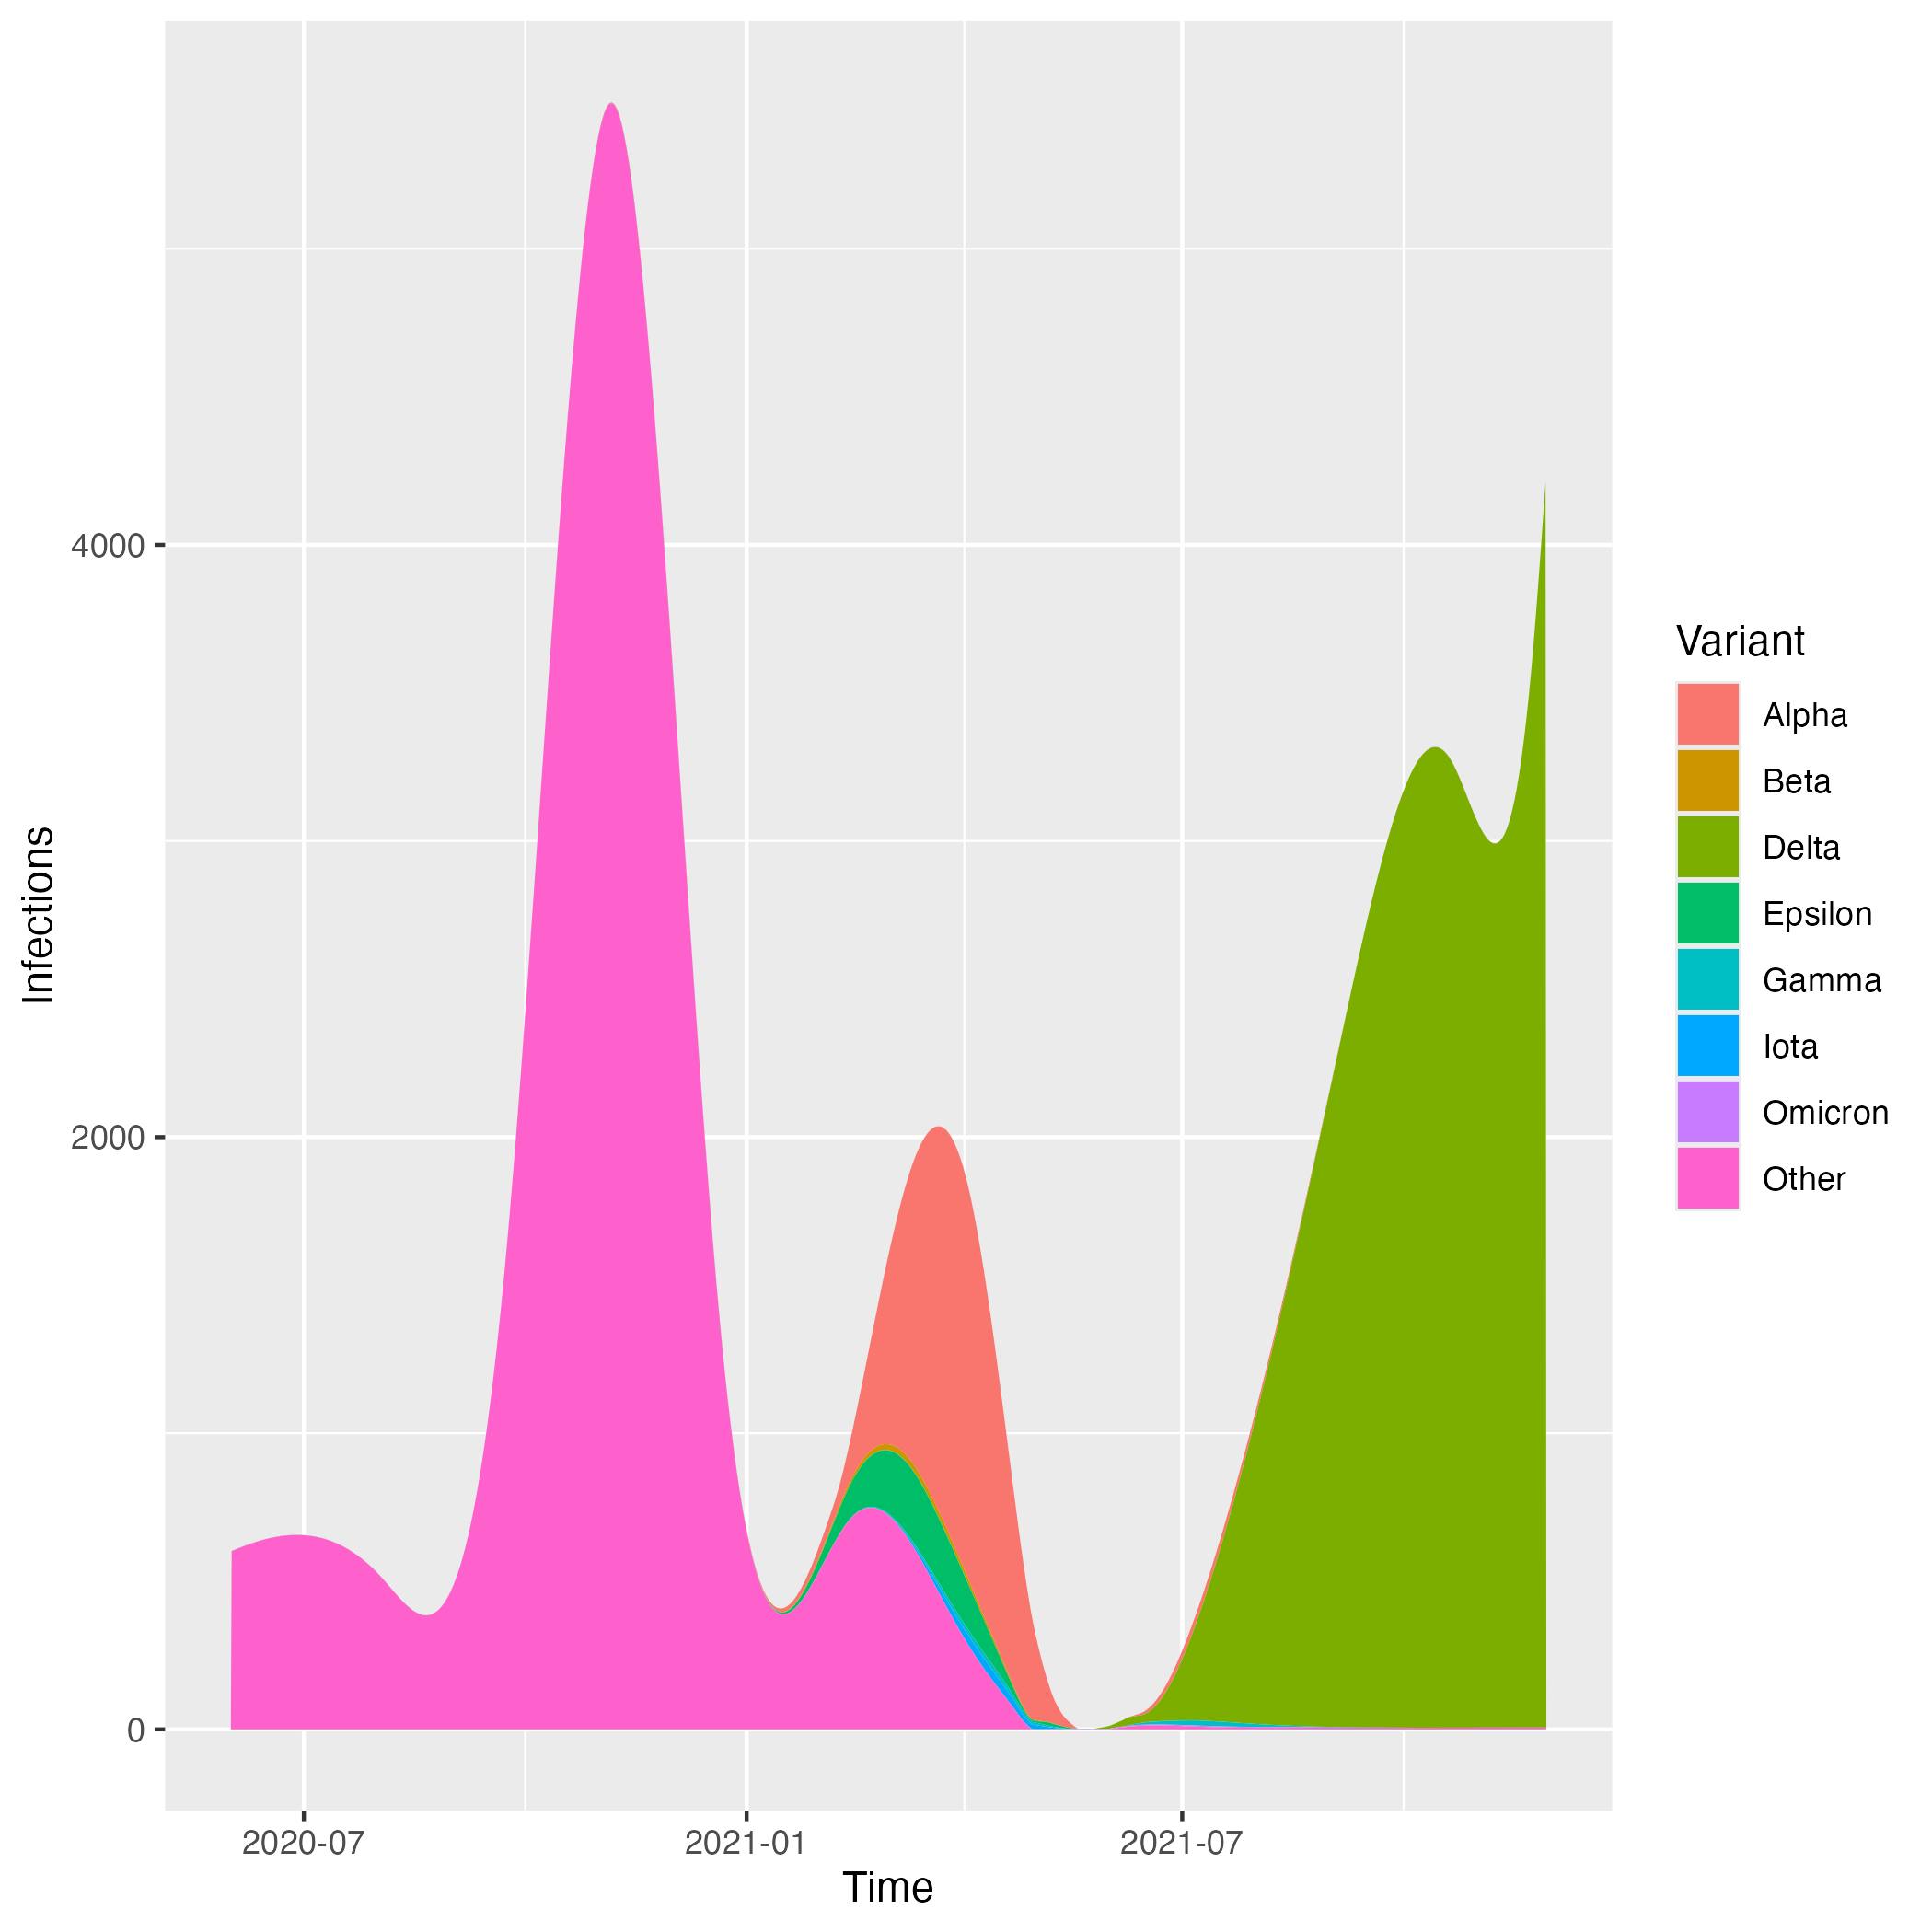 Infections
4000
2000
0
2020-07
2021-01
2021-07
Time
Variant
Alpha
Beta
Delta
Epsilon
Gamma
Iota
Omicron
Other